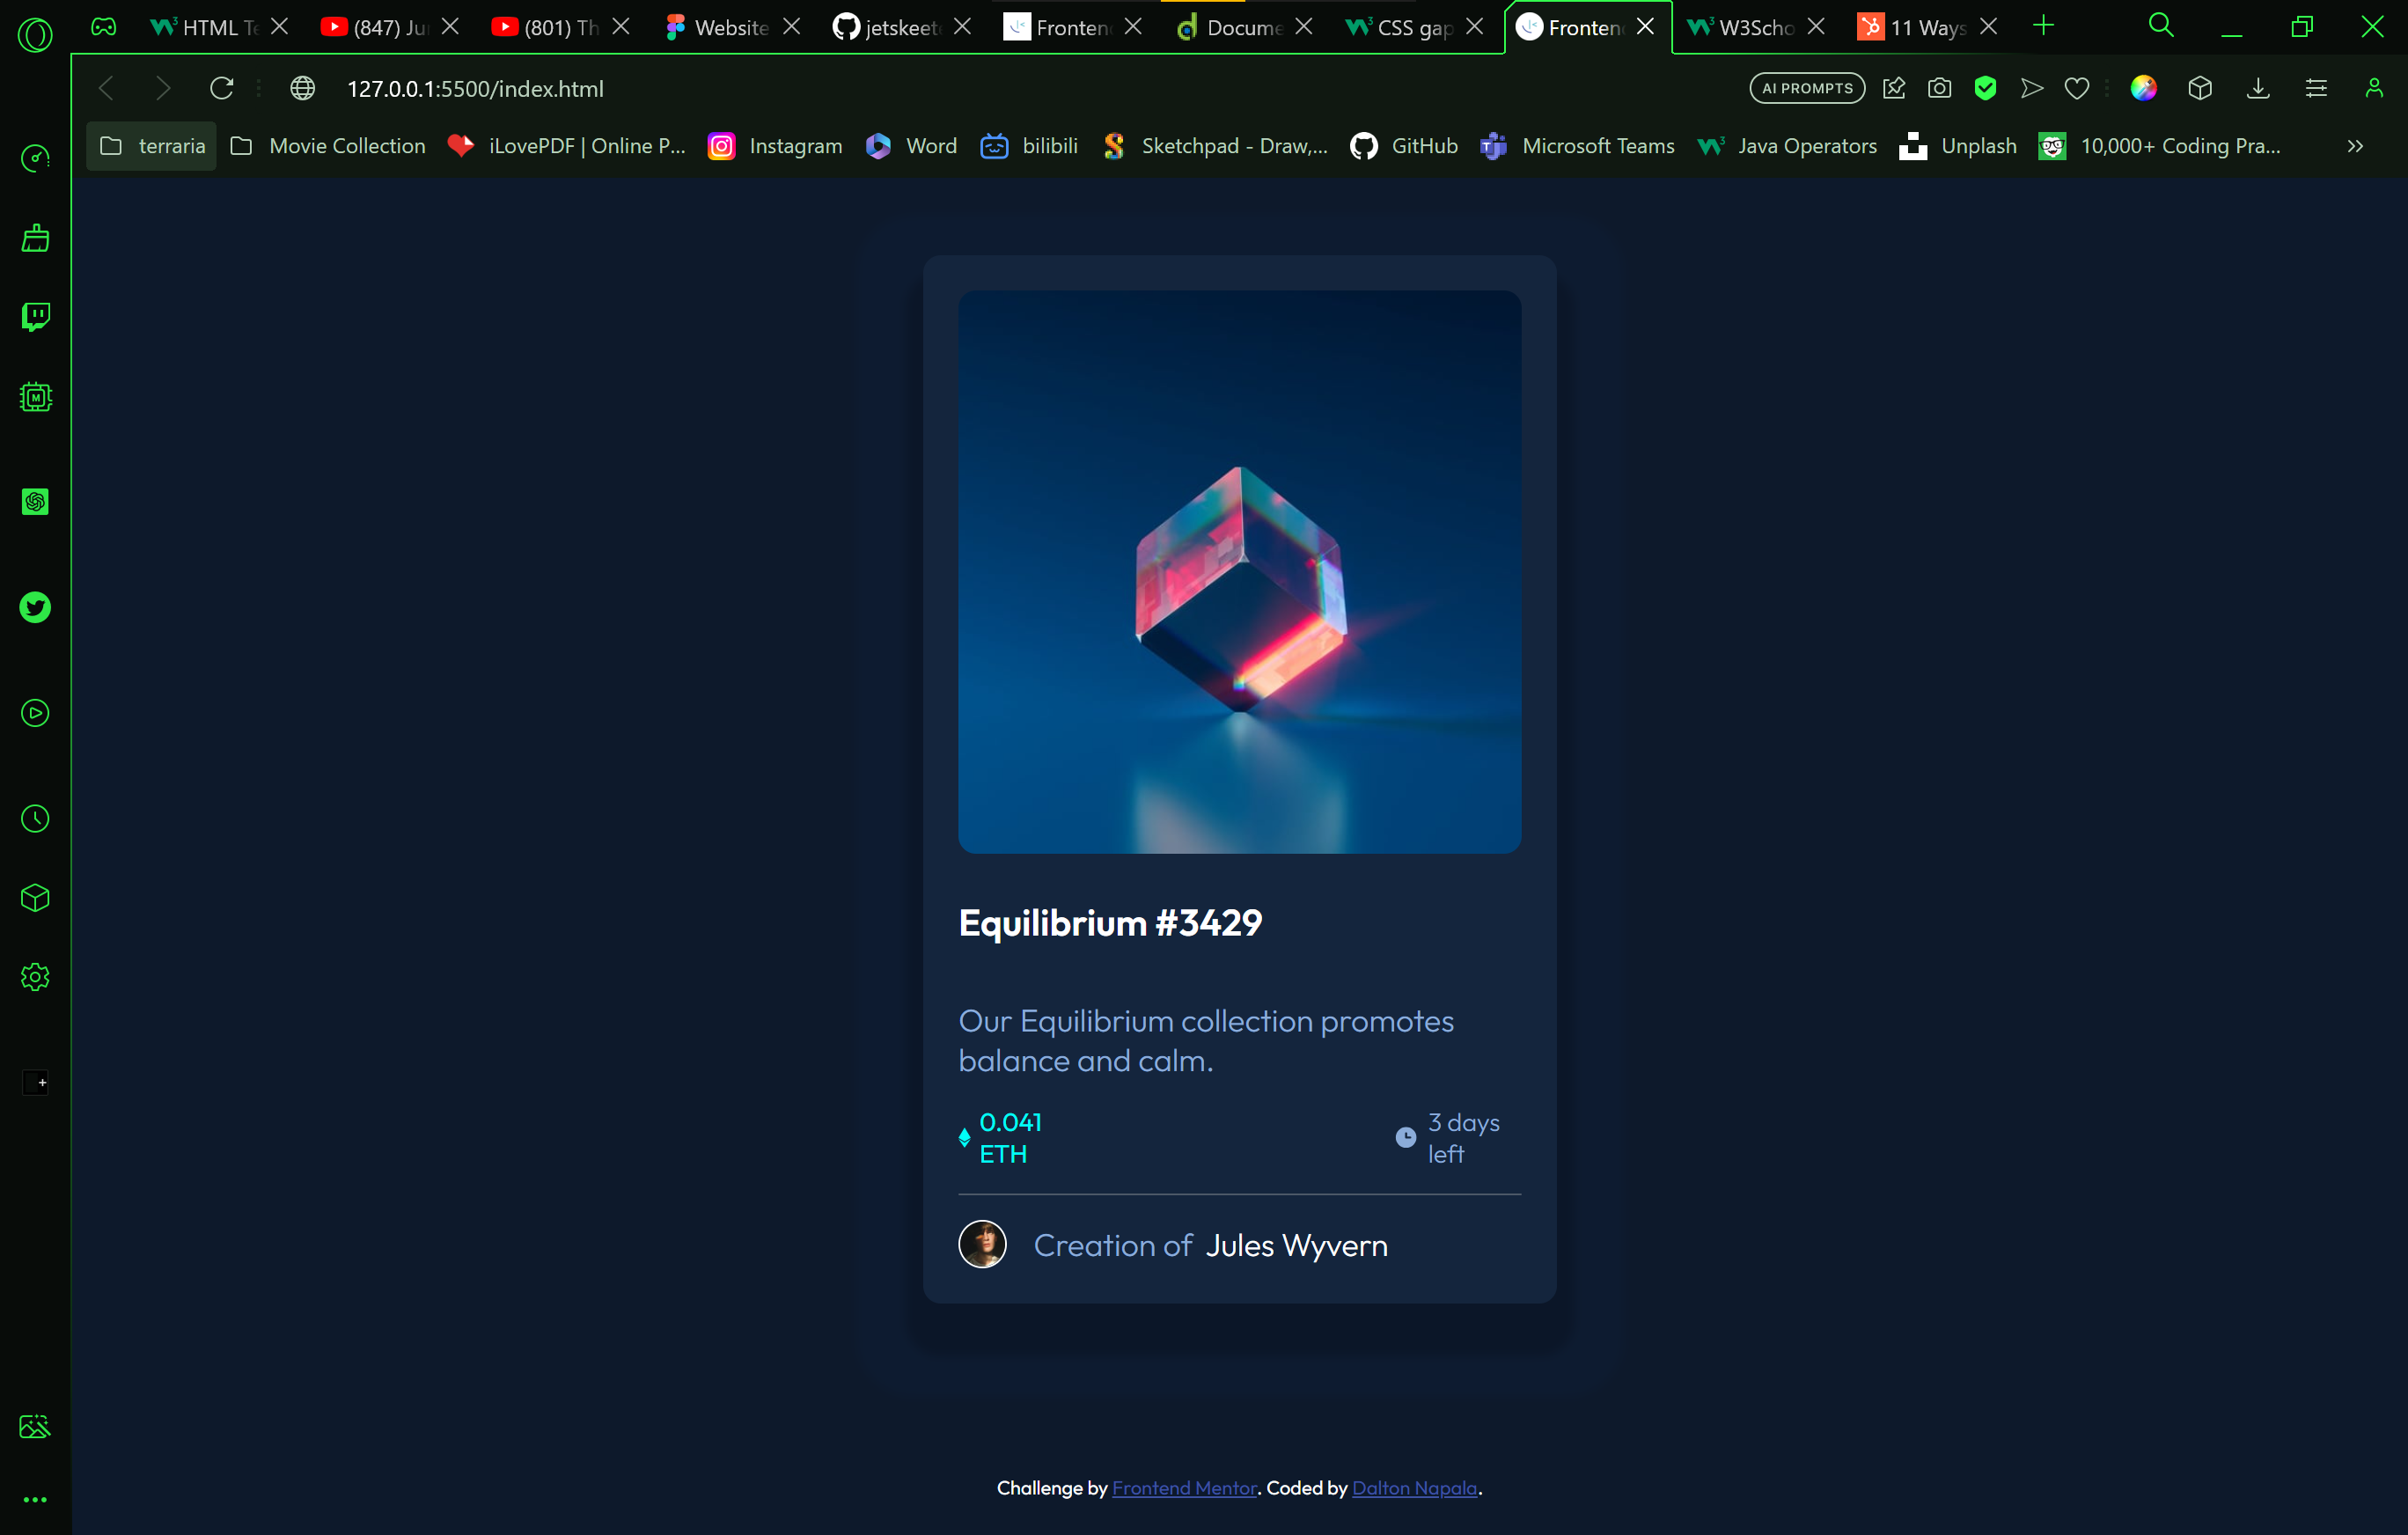 HTML Te
(847) Ju
(801) Th
Website
jetskeet
Fronten
Docume
CSS gap
Fronten
W3Scho
11 Ways
127.0.0.1:5500/index.html
AI PROMPTS
terraria
Movie Collection
iLovePDF | Online P...
Instagram
Word
bilibili
Sketchpad - Draw,...
GitHub
Microsoft Teams
Java Operators
Unplash
10,000+ Coding Pra...
Equilibrium #3429
Our Equilibrium collection promotes
balance and calm.
0.041
ETH
3 days
left
Creation of Jules Wyvern
Challenge by Frontend Mentor. Coded by Dalton Napala.